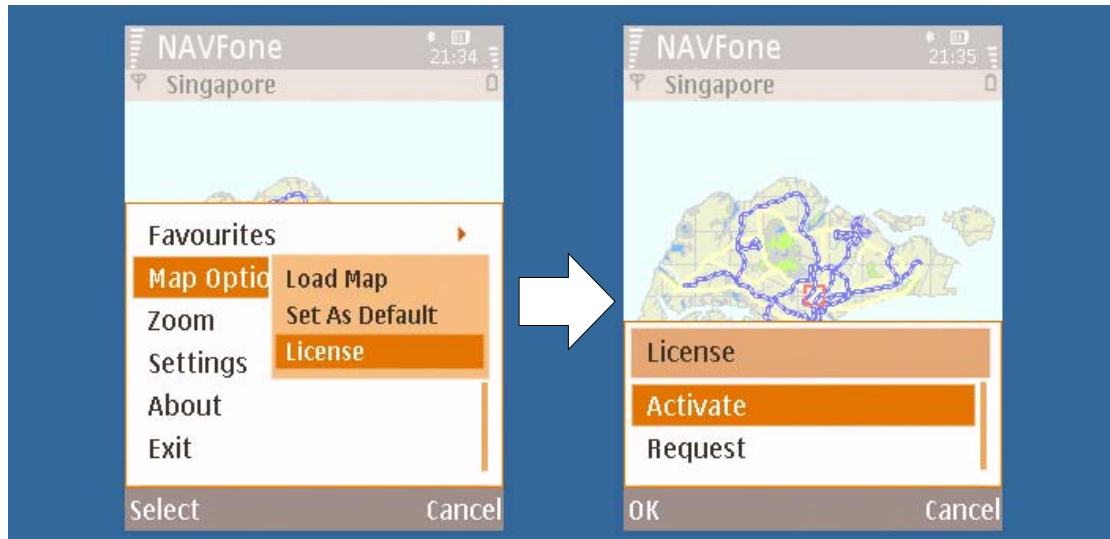 NAVFone
21:34
Singapore
Favourites
Map Optio
Load Map
Set As Default
License
Zoom
Settings
About
Exit
Select Cancel
NAVFone
21:35
Singapore
License
Activate
Request
OK Cancel